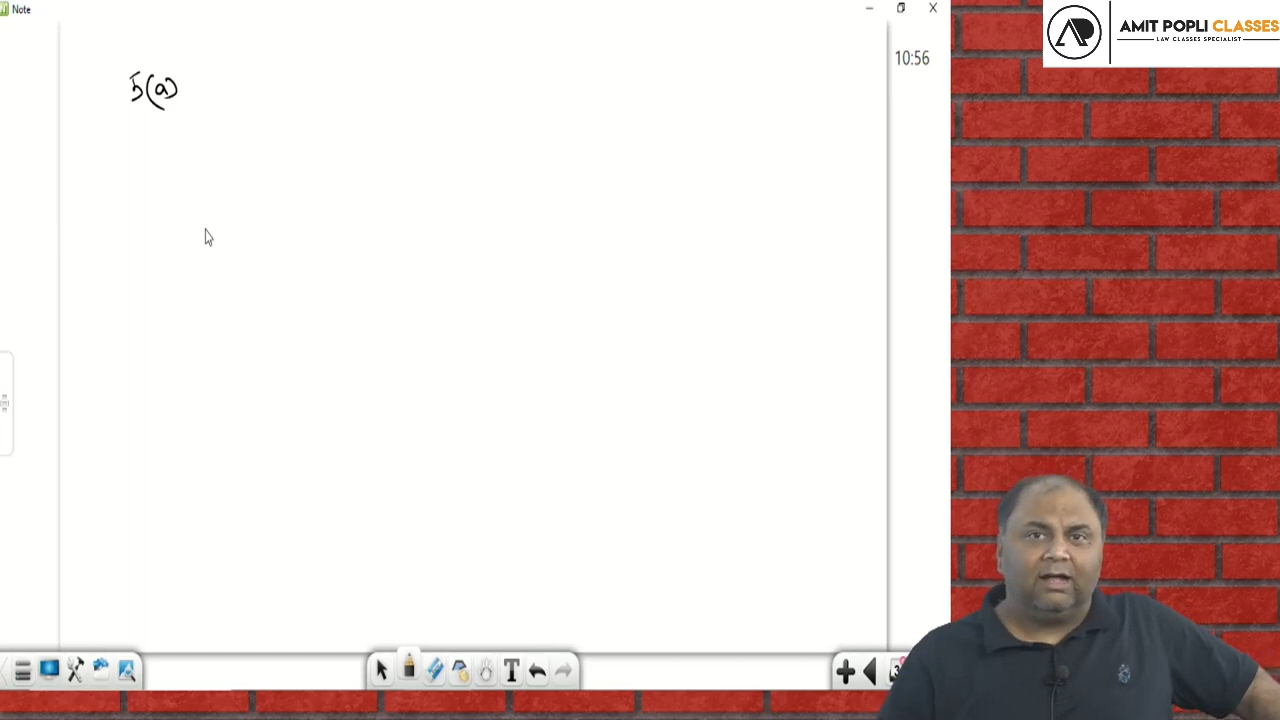 Note
AMIT POPLI CLASSES
LAW CLASSES SPECIALIST
10:56
5(a)
T